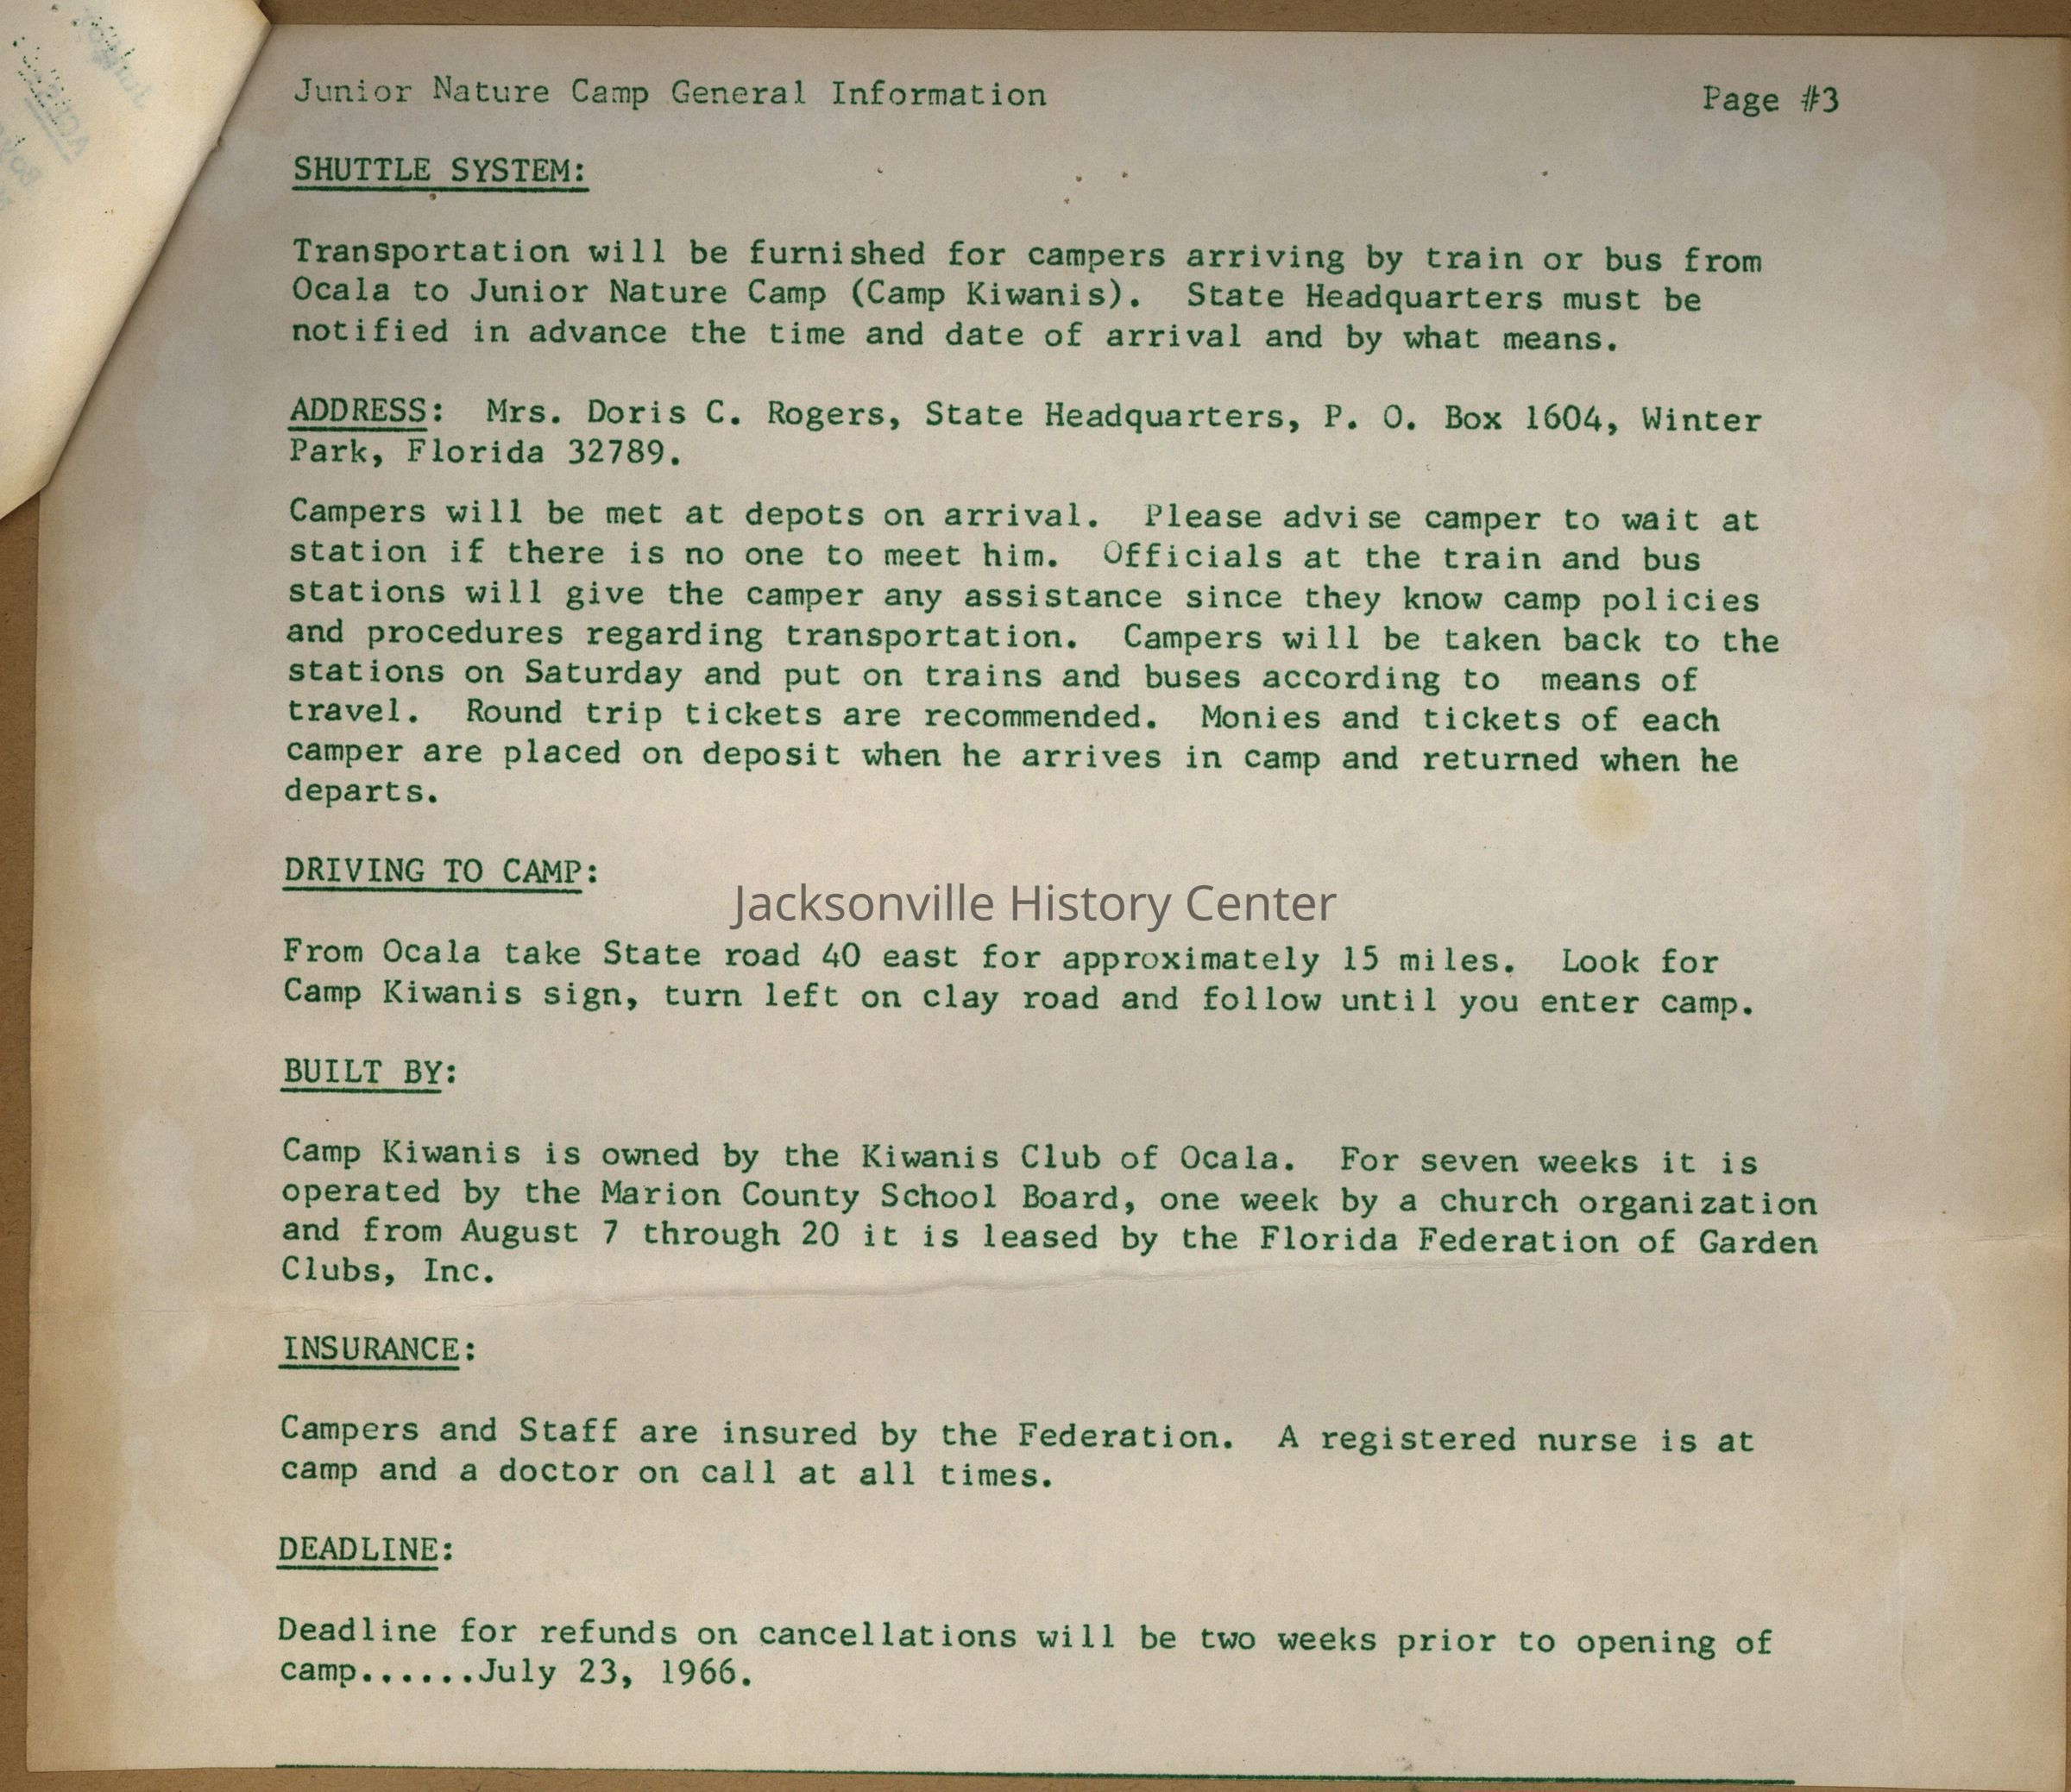 Junior Nature Camp General Information Page #3
SHUTTLE SYSTEM:
Transportation will be furnished for campers arriving by train or bus from
Ocala to Junior Nature Camp (Camp Kiwanis). State Headquarters must be
notified in advance the time and date of arrival and by what means.
ADDRESS: Mrs. Doris C. Rogers, State Headquarters, P. O. Box 1604, Winter
Park, Florida 32789.
Campers will be met at depots on arrival. Please advise camper to wait at
station if there is no one to meet him. Officials at the train and bus
stations will give the camper any assistance since they know camp policies
and procedures regarding transportation. Campers will be taken back to the
stations on Saturday and put on trains and buses according to means of
travel. Round trip tickets are recommended. Monies and tickets of each
camper are placed on deposit when he arrives in camp and returned when he
departs.
DRIVING TO CAMP:
Jacksonville History Center
From Ocala take State road 40 east for approximately 15 miles. Look for
Camp Kiwanis sign, turn left on clay road and follow until you enter camp.
BUILT BY:
Camp Kiwanis is owned by the Kiwanis Club of Ocala. For seven weeks it is
operated by the Marion County School Board, one week by a church organization
and from August 7 through 20 it is leased by the Florida Federation of Garden
Clubs, Inc.
INSURANCE:
Campers and Staff are insured by the Federation. A registered nurse is at
camp and a doctor on call at all times.
DEADLINE:
Deadline for refunds on cancellations will be two weeks prior to opening of
camp......July 23, 1966.